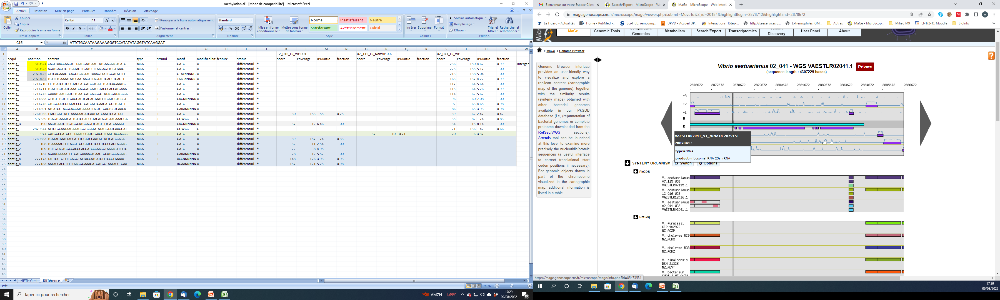 methylation al1 [Mode de compatibilité] - Microsoft Excel
Accueil Insertion Mise en page Formules Données Révision Affichage
Coller Couper Copier Reproduire la mise en forme Presse-papiers
Calibri 11 G I S Police
Renvoyer à la ligne automatiquement Fusionner et centrer Alignement
Standard % 000 Nombre
Mise en forme conditionnelle Mettre sous forme de tableau Normal Insatisfaisant Neutre Satisfaisant Avertissement Calcul Style
Insérer Supprimer Format Cellules
Somme automatique Remplissage Effacer Trier et filtrer Rechercher et sélectionner Édition
C16 fx ATTCTGCAATAAGAAAGGGTCCATATATAGGTATCAAGGAT
A B C D E F G H I J K L M N O P Q R S T U V W
1 12_016_LR_Vir-001 07_115_LR_NonVir-002 02_041_LR_Vir
2 seqid position context type strand motif modified bas feature status score coverage IPDRatio fraction score coverage IPDRatio fraction score coverage IPDRatio fraction
3 contig_1 310324 CACTTAACCAACTCTTAAGGATCAACTATGAACAAGTCATC m6A - GATC A differential * 236 150 4.62 0.99 Interger
4 contig_1 310323 AGATGACTTGTTCATAGTTGATCCTTAAGAGTTGGTTAAGT m6A + GATC A differential * 225 155 5.17 1.00
5 contig_1 2970425 CTTCAGAAAGTCAGCTCAGTACTAAAGTTATTGGATATTTT m6A + GTAYNNNNG A differential * 213 138 5.04 1.00
6 contig_1 2970432 TGTTTTCAAAATATCCAATAACTTTAGTACTGAGCTGACTT m6A - TAACNNNNR A differential * 163 137 4.22 0.99
7 contig_1 1214710 TTTTCATGGTGCGTAGCATGATCCTGATTTCATCAGAAATC m6A + GATC A differential * 117 64 5.64 1.00
8 contig_1 1214711 TGATTTCTGATGAAATCAGGATCATGCTACGCACCATGAAA m6A - GATC A differential * 115 64 5.26 0.99
9 contig_1 1214745 GAAATCAAGCATCTTCAATGATCACGGGTATAGGATAGCCA m6A + GATC A differential * 114 62 5.62 1.00
10 contig_1 1214683 GTTGTTTCTGTTGAGGAGTCAGAGTAATTTTCATGGTGCGT m6A + CAGNNNNNN A differential * 96 60 7.08 1.00
11 contig_1 1214746 CTGGCTATCCTATACCCGTGATCATTGAAGATGCTTGATTT m6A - GATC A differential * 92 63 4.65 0.98
12 contig_1 1214691 ATCATGCTACGCACCATGAAAATTACTCTGACTCCTCAACA m6A - GARANNNNN A differential * 86 65 3.93 0.98
13 contig_1 1264936 TTACTCATTATTTAAATAAGATCAATTATCAATTGCATTAT m6A + GATC A differential * 30 153 1.55 0.25 39 62 2.47 0.42
14 contig_1 597539 TGAGTGAAATCATTGTTGGACCGTACATAGTGTACAAAGGA m5C + GGWCC C differential * 35 82 1.74 0.83
15 contig_3 190 AACTGAATGTTGTGGCATGCAGTTGAGTTTTCATCAAAATT m6A - CAGNNNNNN A differential * 37 12 6.46 1.00 34 15 8.14 1.00
16 contig_1 2879344 ATTCTGCAATAAGAAAGGGTCCATATATAGGTATCAAGGAT m5C - GGWCC C differential * 21 136 1.42 0.66
17 contig_1 974 GATGGCGATGGCTTAAACCGATCTGAGGTTAATTACCACCC m6A + GATC A differential * 37 10 10.71 20 6 3.37
18 contig_1 1269863 TGATAGTAATTACCATTTGGATCCAATATTATTCATCCACA m6A - GATC A differential * 39 157 1.74 0.33
19 contig_2 108 TCAAAAACTTTTACCTTGGGATCGTGCGTCGCCACTACAAG m6A + GATC A differential * 32 11 2.54 1.00
20 contig_2 109 TCTTGTAGTGGCGACGCACGATCCCAAGGTAAAAGTTTTTG m6A - GATC A differential * 22 8 4.95
21 contig_3 182 AGAATAAAAATTTTGATGAAAACTCAACTGCATGCCACAAC m6A + GARANNNNN A differential * 28 12 5.52 1.00
22 contig_4 277173 TACTGCTGTTTTCAGGTATTACCATCATCTTTCCCTTAAAA m6A + ACCNNNNNN A differential * 148 126 3.93 0.93
23 contig_4 277183 AATACCACGTTTTTAAGGGAAAGATGATGGTAATACCTGAA m6A - RGAANNNNN A differential * 157 121 5.25 0.98
METHYL~1 Différence
Prêt 90 %
Taper ici pour rechercher AMZN -1,69% 17:29 09/08/2022
Bienvenue sur votre Espace Clien Search/Export - MicroScope - We MaGe - MicroScope - Web Inter
mage.genoscope.cns.fr/microscope/mage/viewer.php?submit=MoveTo&S_id=20184&highlightBegin=2878712&highlightEnd=2878672
Le Figaro - Actualit... Home - PubMed -... Sci-Hub: removing... UPVD - Accueil UP... Interactions Hôtes-... http://seeservices.u... Extremophiles IGM... Autres MaGe - MicroScop... Milieu M9 ENT(2-1): Moodle BioInfo
MaGe Genomic Tools Comparative Genomics Metabolism Search/Export Transcriptomics Variant Discovery User Panel About
» MaGe » Genome Browser
Genome Browser interface
provides an user-friendly way
to visualize and explore a
replicon content (cartographic
map of the genome), together
with the similarity results
(synteny maps) obtained with
other bacterial genomes
available in our PkGDB
database (i.e, (re)annotation of
bacterial genomes or complete
proteome downloaded from the
RefSeq/WGS sections).
Artemis tool can be launched
at this level to examine more
precisely the nucleotidic/proteic
sequences (a useful interface
to correct translational start
codon positions if necessary).
For genomic objects drawn in
part of the chromosome
visualized in the cartographic
map, additional information is
listed in a table.
Vibrio aestuarianus 02_041 - WGS VAESTLR02041.1 Private
(sequence length : 4307225 bases)
2876672 2877672 2878672 2879672 2880672 2881672 2882672 2883672 2884672 2885672 2886672
+3
+2
+1
D
R
VAESTLR02041_v1_rRNA18 2879151 -
2882041 :
type=rRNA
product=ribosomal RNA 23s_rRNA
SYNTENY ORGANISM Switch Options
PkGDB
V. aestuarianus
07_115 WGS
VAESTLR07115.1
V. aestuarianus
12_016 WGS
VAESTLR12016.1
V. aestuarianus
02_041 WGS
VAESTLR02041.1
RefSeq
V. furnissii
CIP 102972
NZ_ACZP
V. cholerae RC9
NZ_ACHX
V. cholerae B33
NZ_ACHZ
V. sinaloensis
DSM 21326
NZ_AEVT
V. bacterium
https://mage.genoscope.cns.fr/microscope/mage/info.php?id=85473531
17:29
09/08/2022